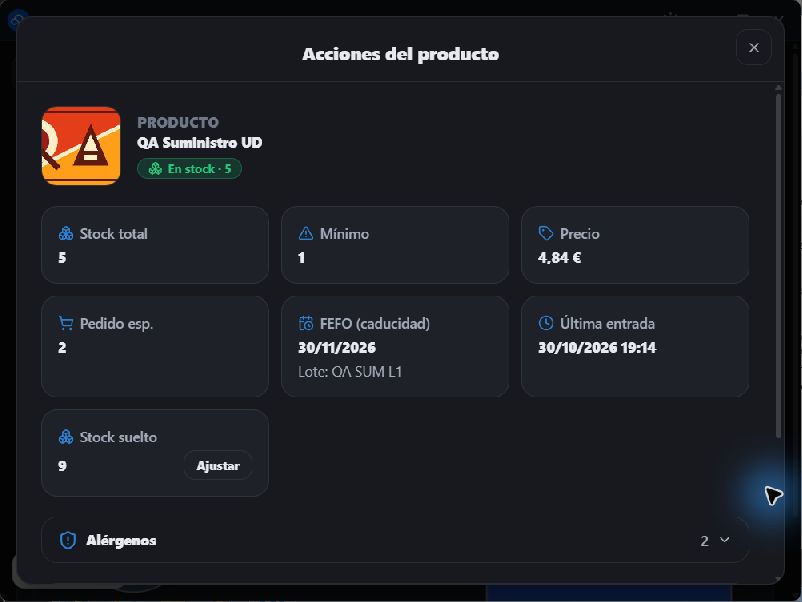 Acciones del producto
QA
PRODUCTO
QA Suministro UD
En stock · 5
Stock total
5
Mínimo
1
Precio
4,84 €
Pedido esp.
2
FEFO (caducidad)
30/11/2026
Lote: QA SUM L1
Última entrada
30/10/2026 19:14
Stock suelto
9
Ajustar
Alérgenos
2